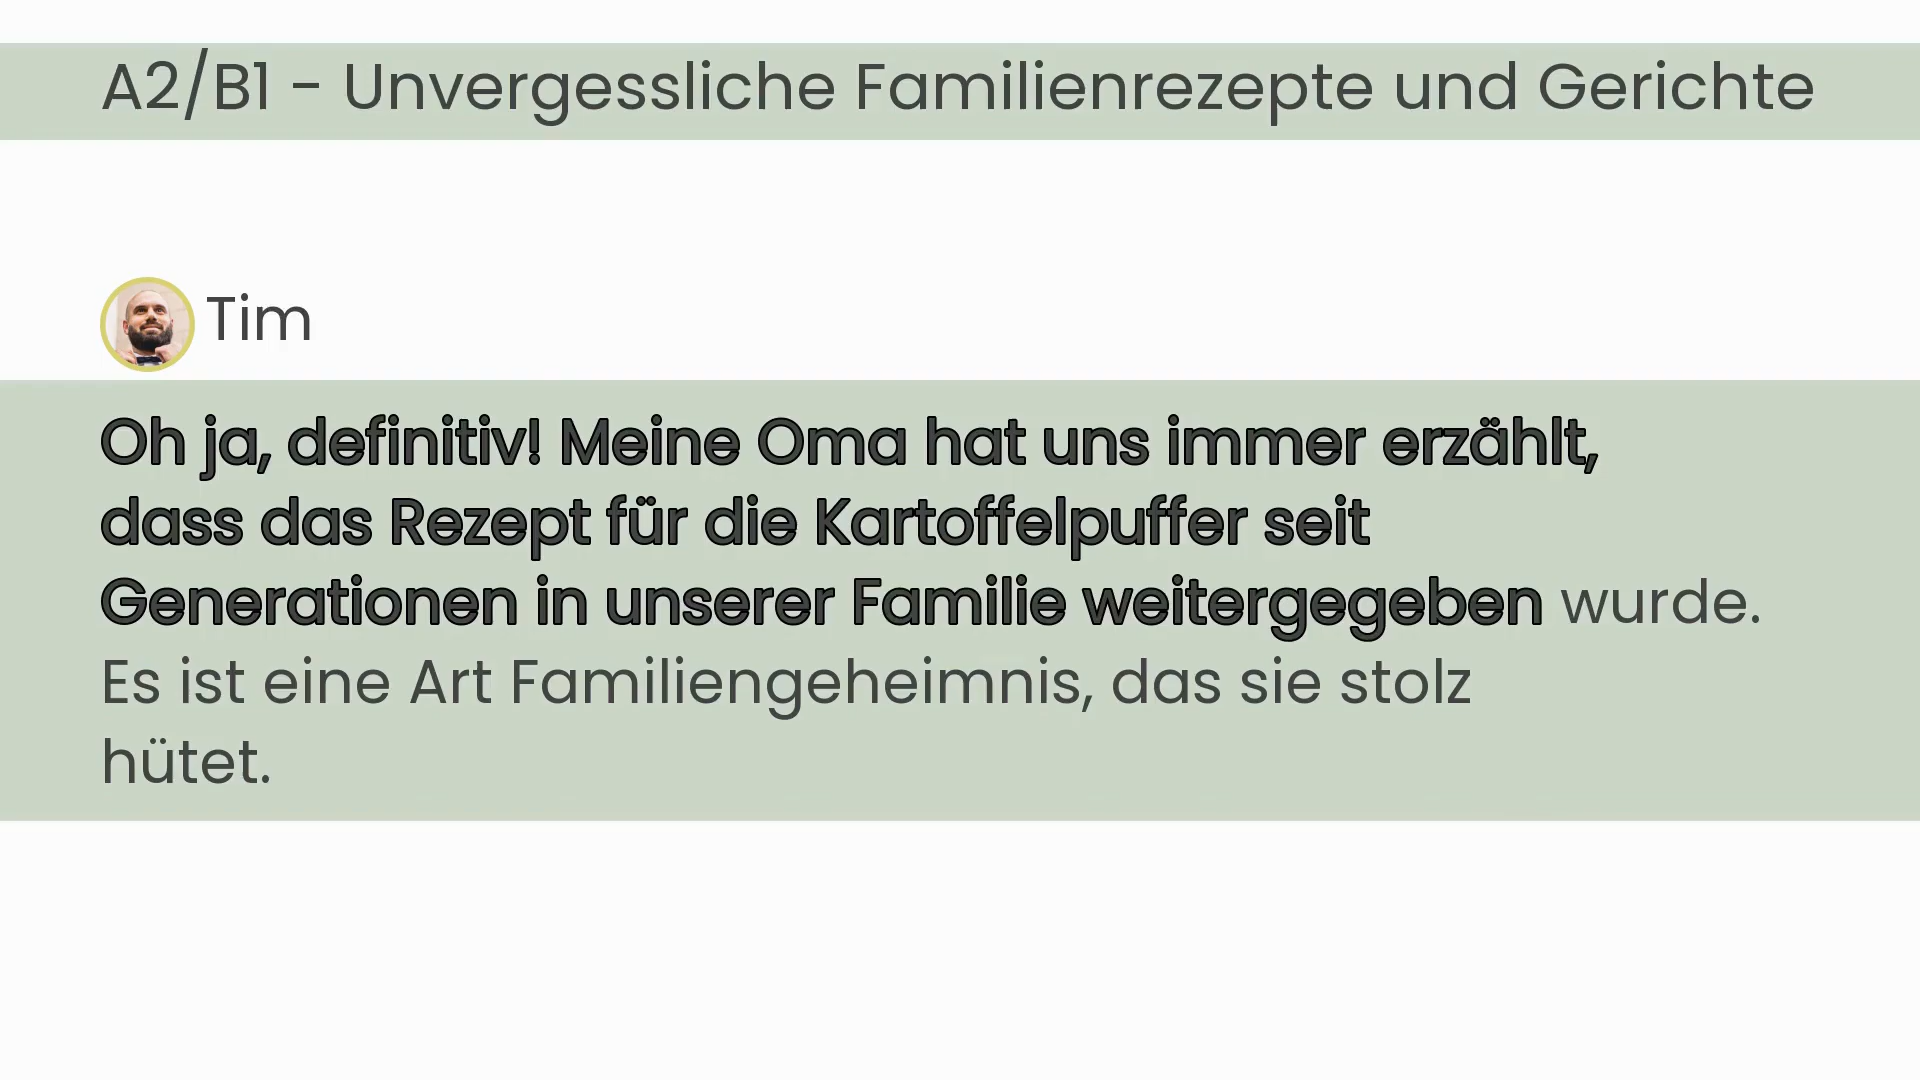 A2/B1 - Unvergessliche Familienrezepte und Gerichte
Tim
Oh ja, definitiv! Meine Oma hat uns immer erzählt,
dass das Rezept für die Kartoffelpuffer seit
Generationen in unserer Familie weitergegeben wurde.
Es ist eine Art Familiengeheimnis, das sie stolz
hütet.